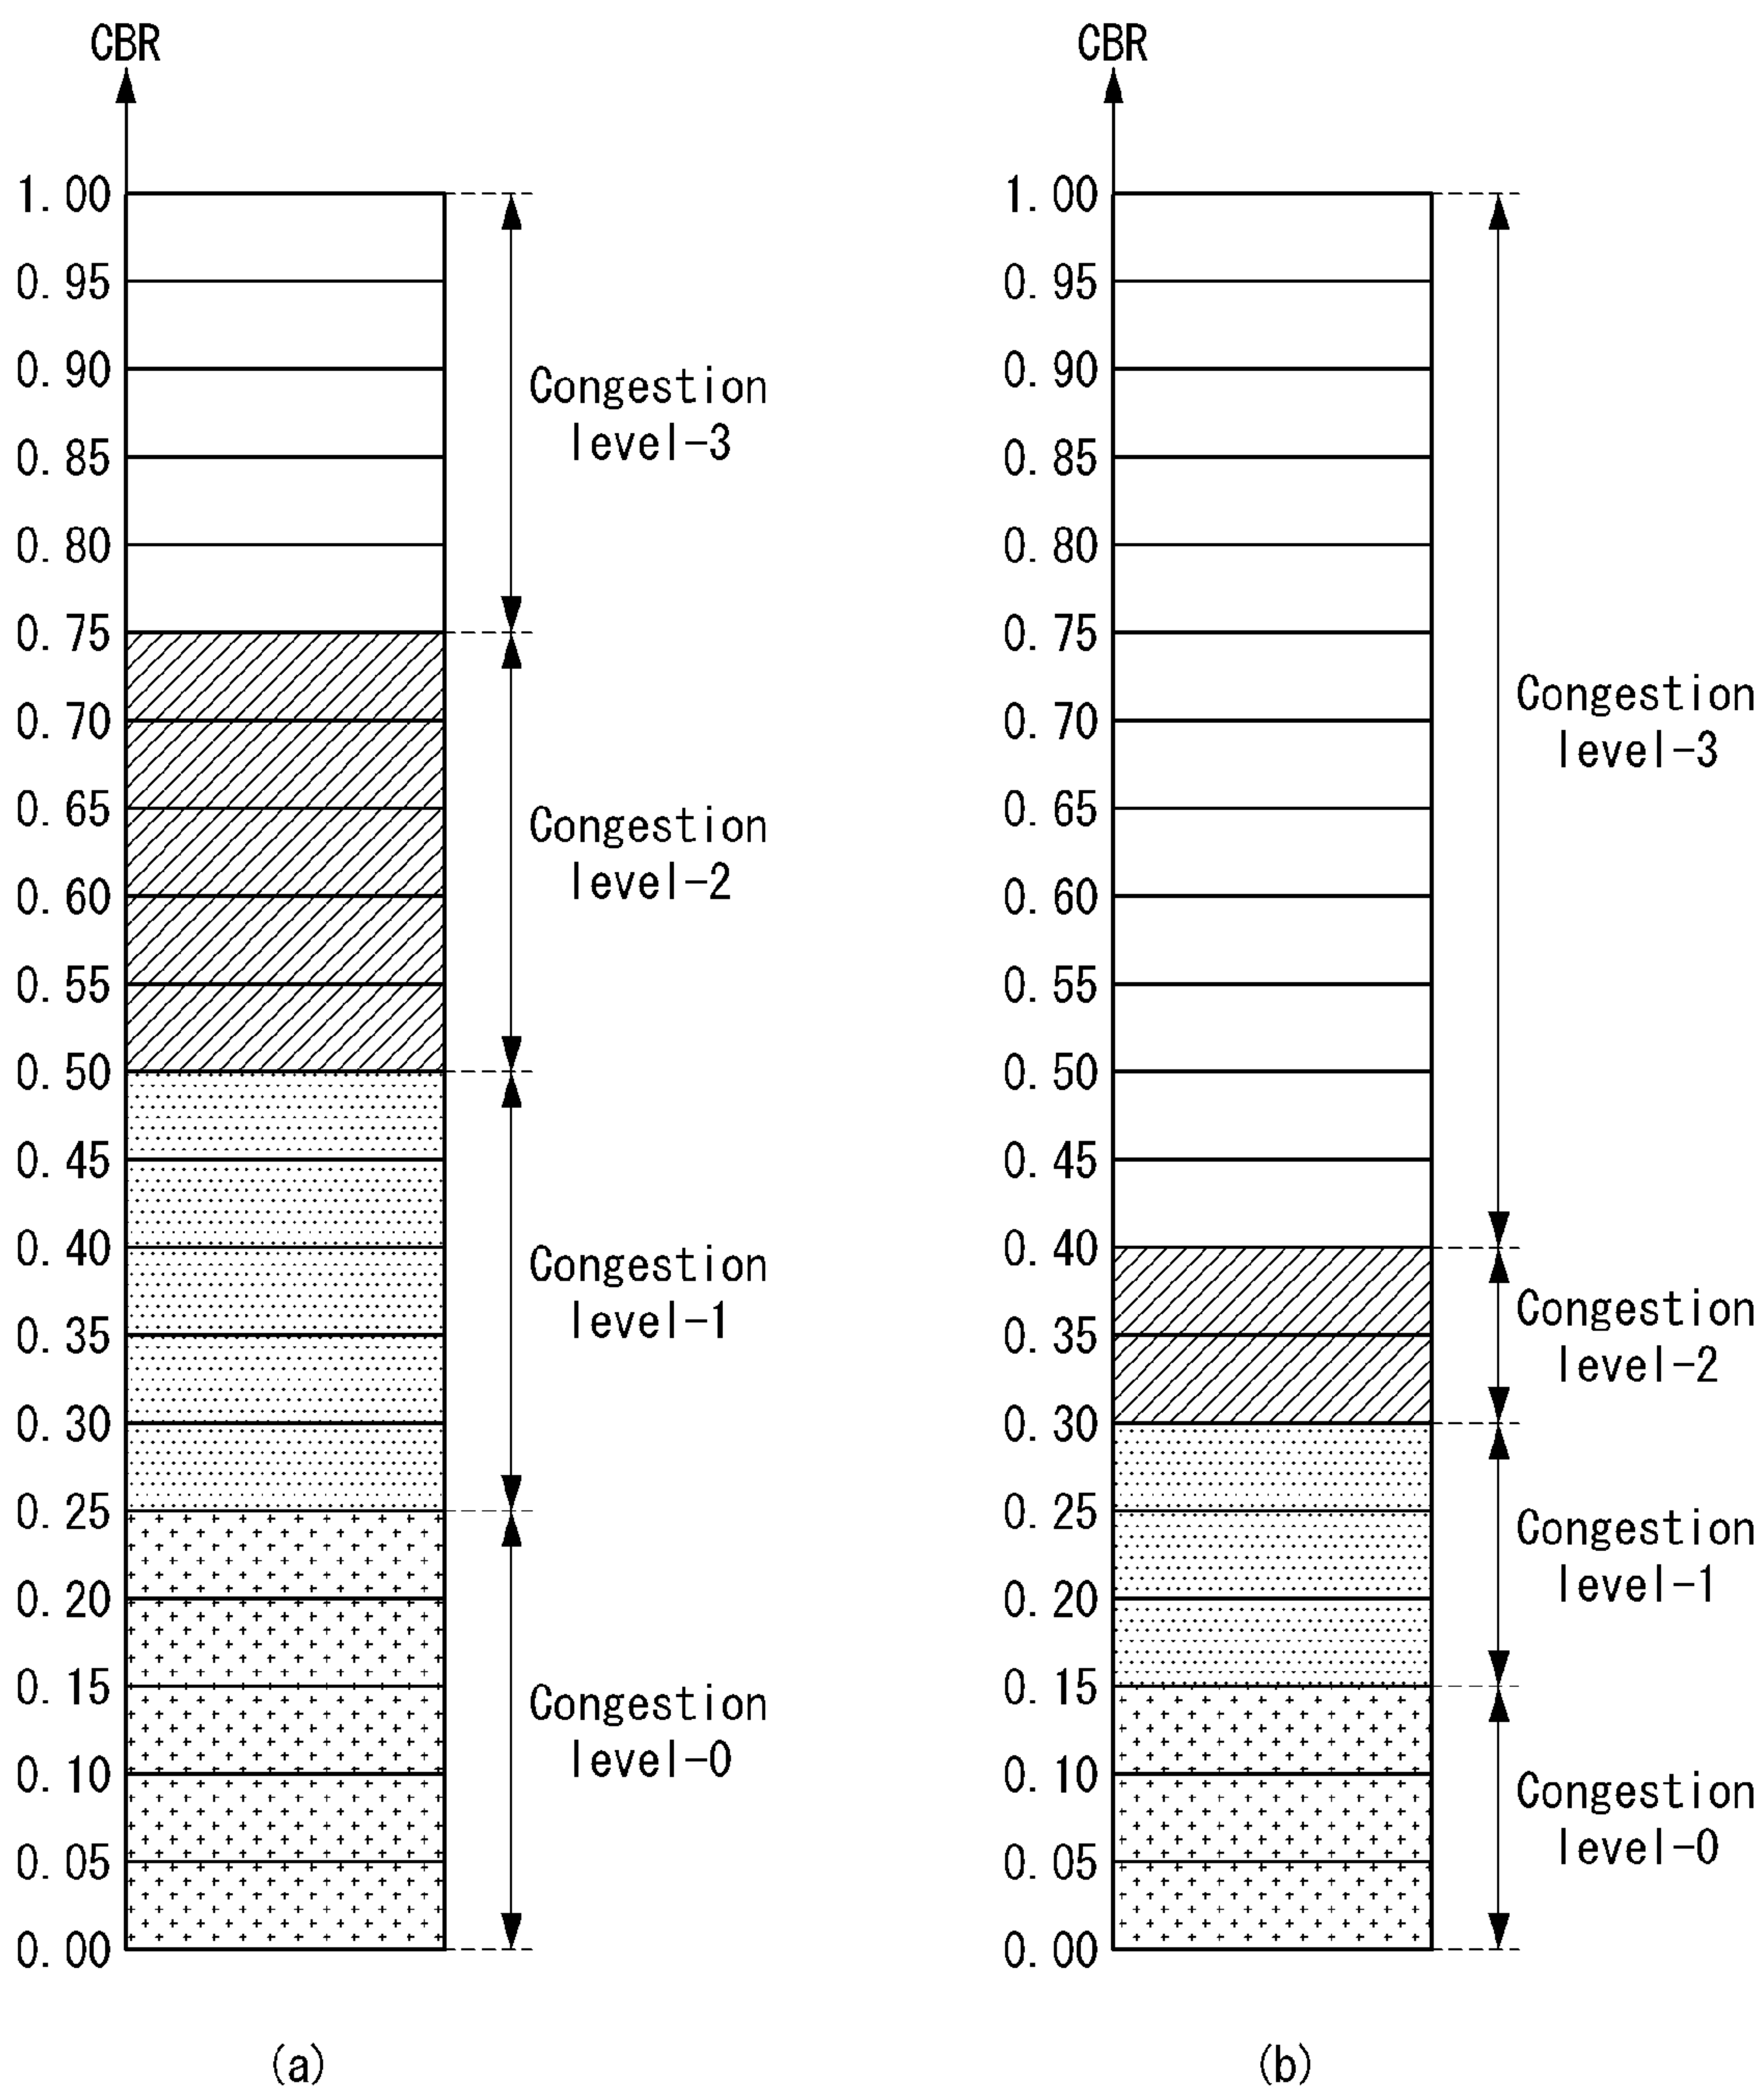 CBR
1.00
0.95
0.90
0.85
0.80
0.75
0.70
0.65
0.60
0.55
0.50
0.45
0.40
0.35
0.30
0.25
0.20
0.15
0.10
0.05
0.00
Congestion
level-3
Congestion
level-2
Congestion
level-1
Congestion
level-0
(a)
CBR
1.00
0.95
0.90
0.85
0.80
0.75
0.70
0.65
0.60
0.55
0.50
0.45
0.40
0.35
0.30
0.25
0.20
0.15
0.10
0.05
0.00
Congestion
level-3
Congestion
level-2
Congestion
level-1
Congestion
level-0
(b)